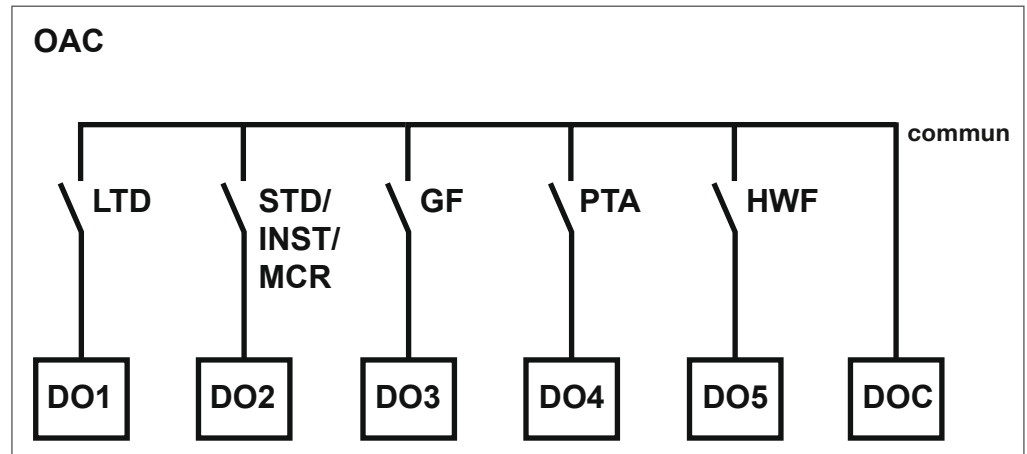 OAC
commun
LTD
STD/
INST/
MCR
GF
PTA
HWF
DO1
DO2
DO3
DO4
DO5
DOC